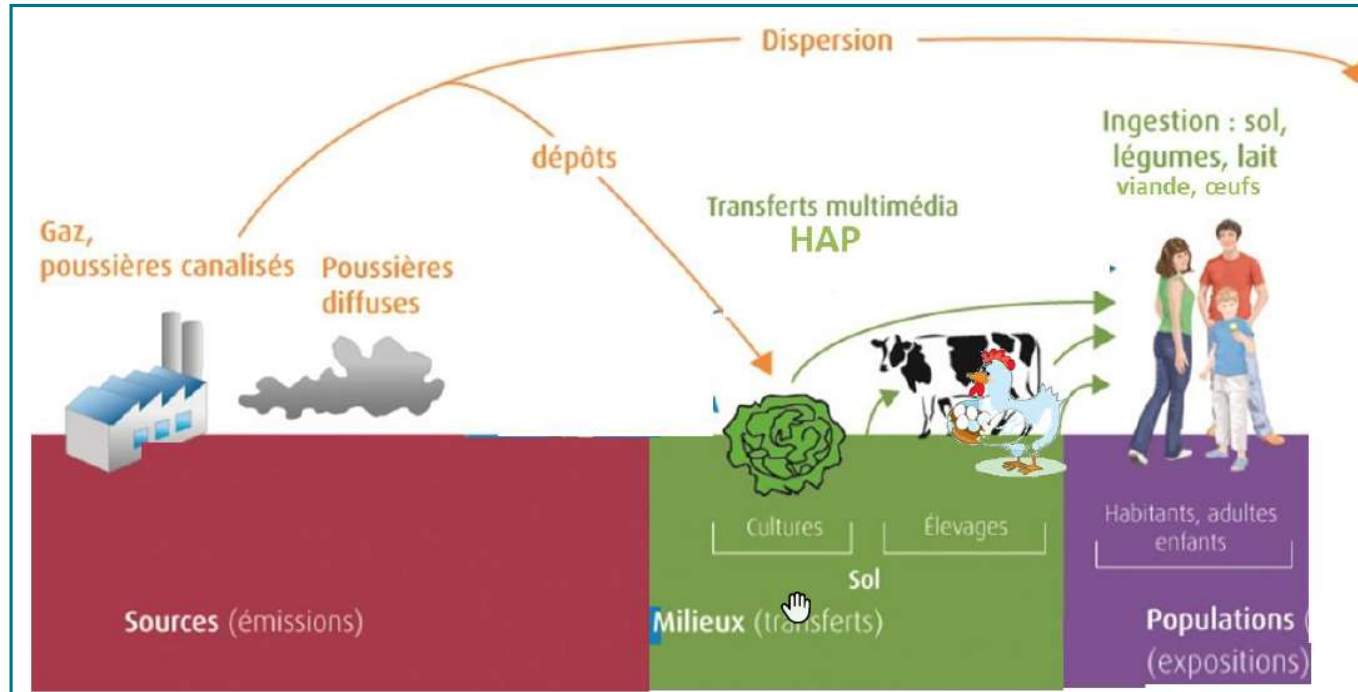 Dispersion
dépôts
Ingestion : sol,
légumes, lait
viande, œufs
Transferts multimédia
HAP
Gaz,
poussières canalisés
Poussières
diffuses
Cultures
Élevages
Habitants, adultes
enfants
Sol
Sources (émissions)
Milieux (transferts)
Populations (
(expositions)